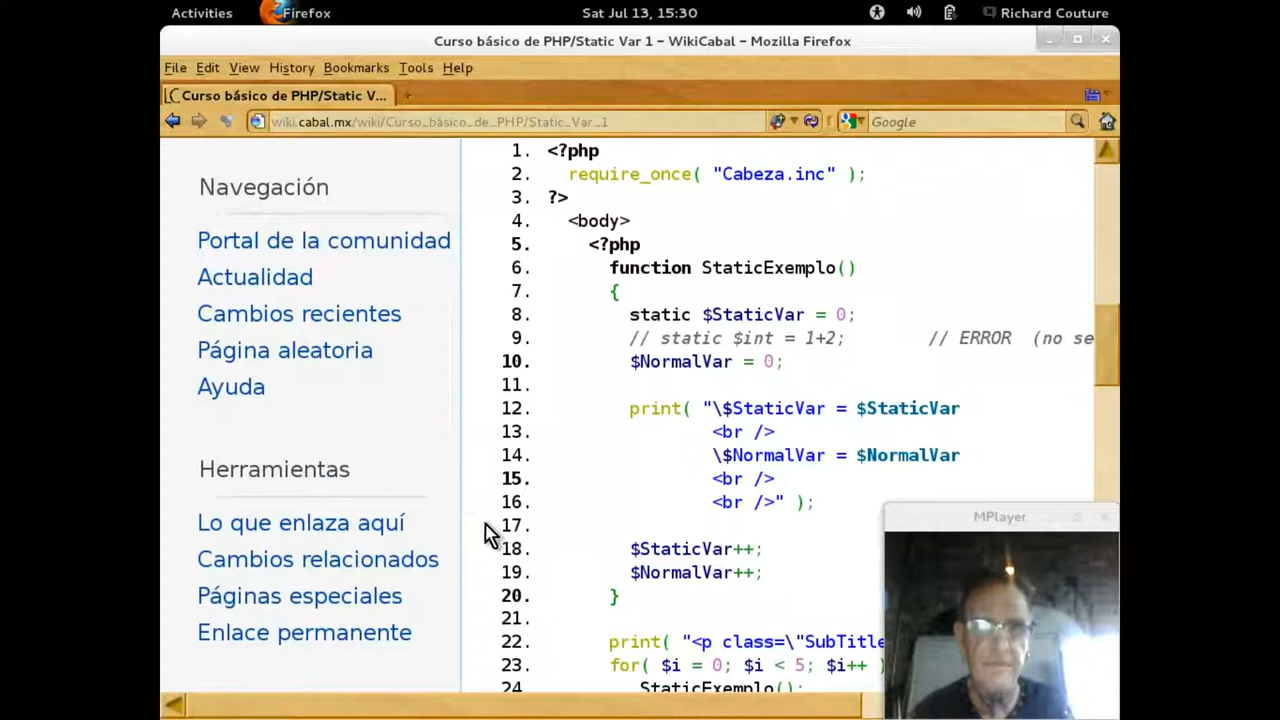 Activities
Firefox
Sat Jul 13, 15:30
Richard Couture
Curso básico de PHP/Static Var 1 – WikiCabal – Mozilla Firefox
File Edit View History Bookmarks Tools Help
Curso básico de PHP/Static V...
wiki.cabal.mx/wiki/Curso_básico_de_PHP/Static_Var_1
Google
Navegación
Portal de la comunidad
Actualidad
Cambios recientes
Página aleatoria
Ayuda
Herramientas
Lo que enlaza aquí
Cambios relacionados
Páginas especiales
Enlace permanente
1. <?php
2. require_once( "Cabeza.inc" );
3. ?>
4. <body>
5. <?php
6. function StaticExemplo()
7. {
8. static $StaticVar = 0;
9. // static $int = 1+2; // ERROR (no se
10. $NormalVar = 0;
11.
12. print( "\$StaticVar = $StaticVar
13. <br />
14. \$NormalVar = $NormalVar
15. <br />
16. <br />" );
17.
18. $StaticVar++;
19. $NormalVar++;
20. }
21.
22. print( "<p class=\"SubTitle
23. for( $i = 0; $i < 5; $i++ )
24. StaticExemplo();
MPlayer